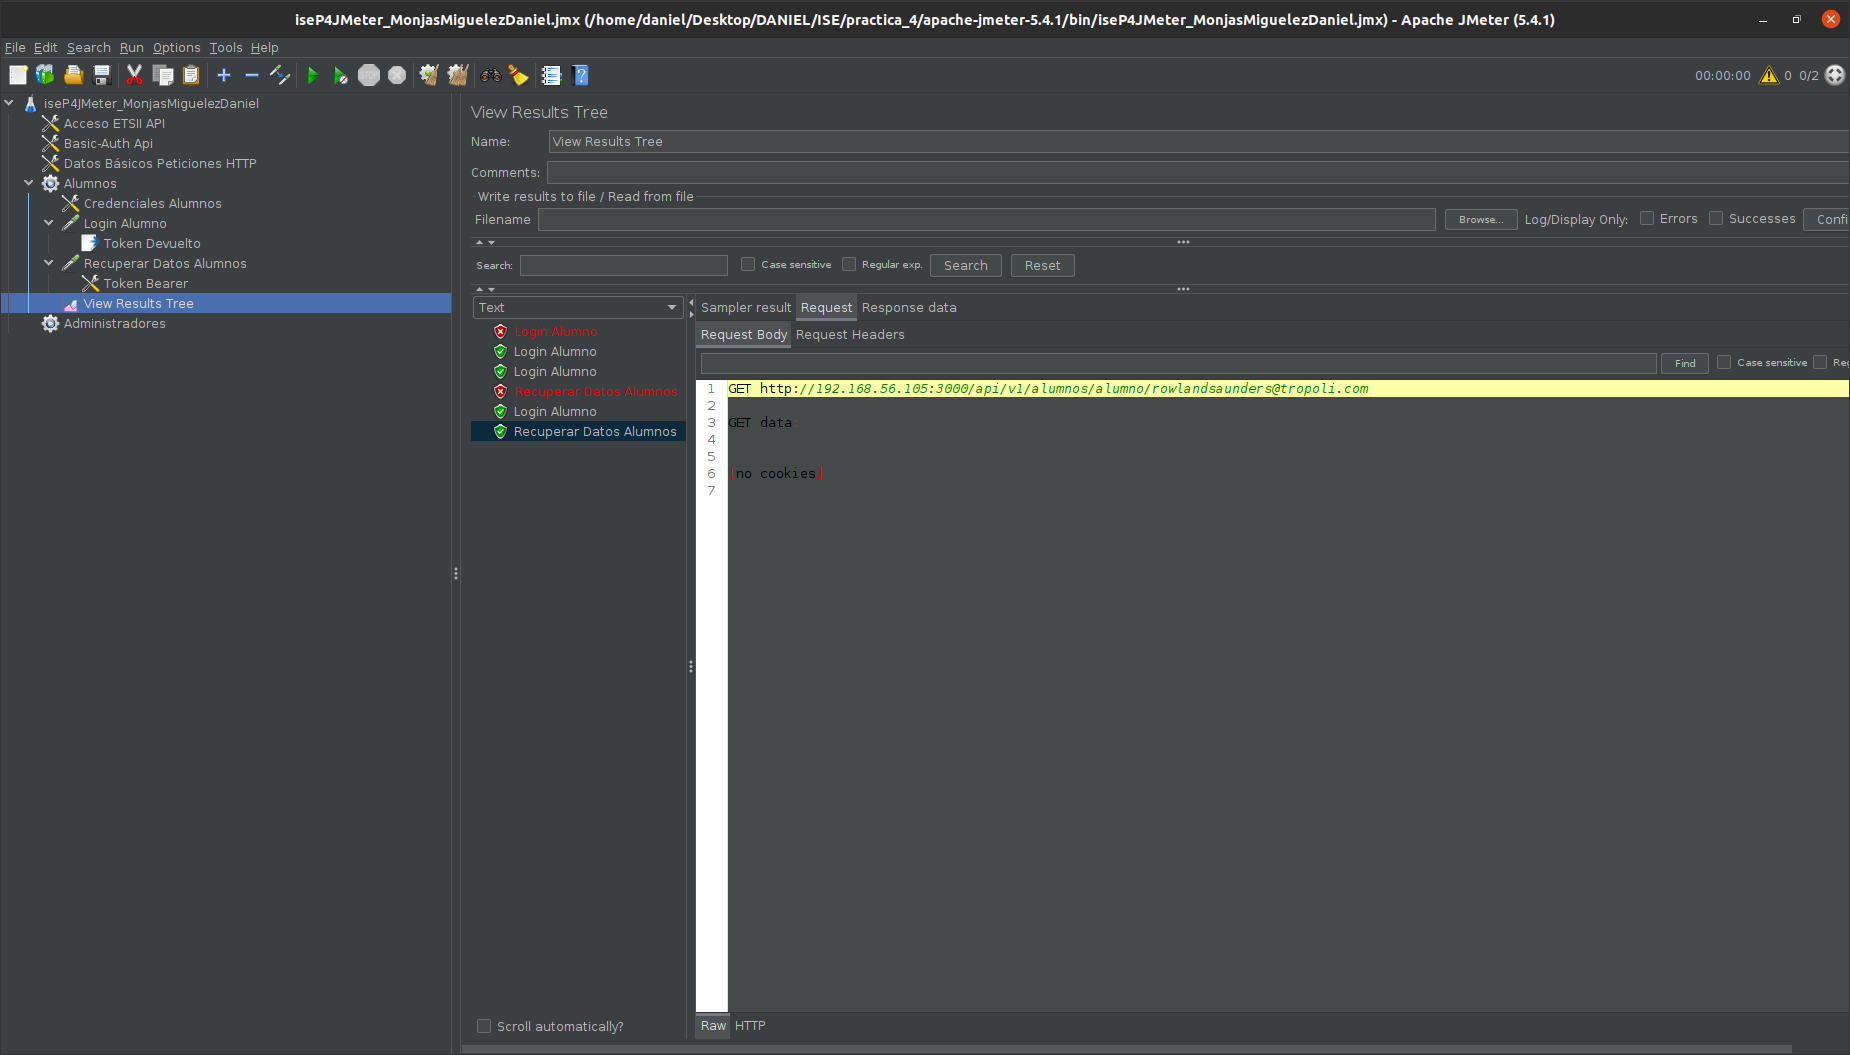 iseP4JMeter_MonjasMiguelezDaniel.jmx (/home/daniel/Desktop/DANIEL/ISE/practica_4/apache-jmeter-5.4.1/bin/iseP4JMeter_MonjasMiguelezDaniel.jmx) - Apache JMeter (5.4.1)
File Edit Search Run Options Tools Help
STOP
00:00:00 0 0/2
iseP4JMeter_MonjasMiguelezDaniel
Acceso ETSII API
Basic-Auth Api
Datos Básicos Peticiones HTTP
Alumnos
Credenciales Alumnos
Login Alumno
Token Devuelto
Recuperar Datos Alumnos
Token Bearer
View Results Tree
Administradores
View Results Tree
Name: View Results Tree
Comments:
Write results to file / Read from file
Filename Browse... Log/Display Only: Errors Successes Confi
Search: Case sensitive Regular exp. Search Reset
Text
Login Alumno
Login Alumno
Login Alumno
Recuperar Datos Alumnos
Login Alumno
Recuperar Datos Alumnos
Scroll automatically?
Sampler result Request Response data
Request Body Request Headers
Find Case sensitive Reg
1 GET http://192.168.56.105:3000/api/v1/alumnos/alumno/rowlandsaunders@tropoli.com
2
3 GET data
4
5
6 [no cookies]
7
Raw HTTP